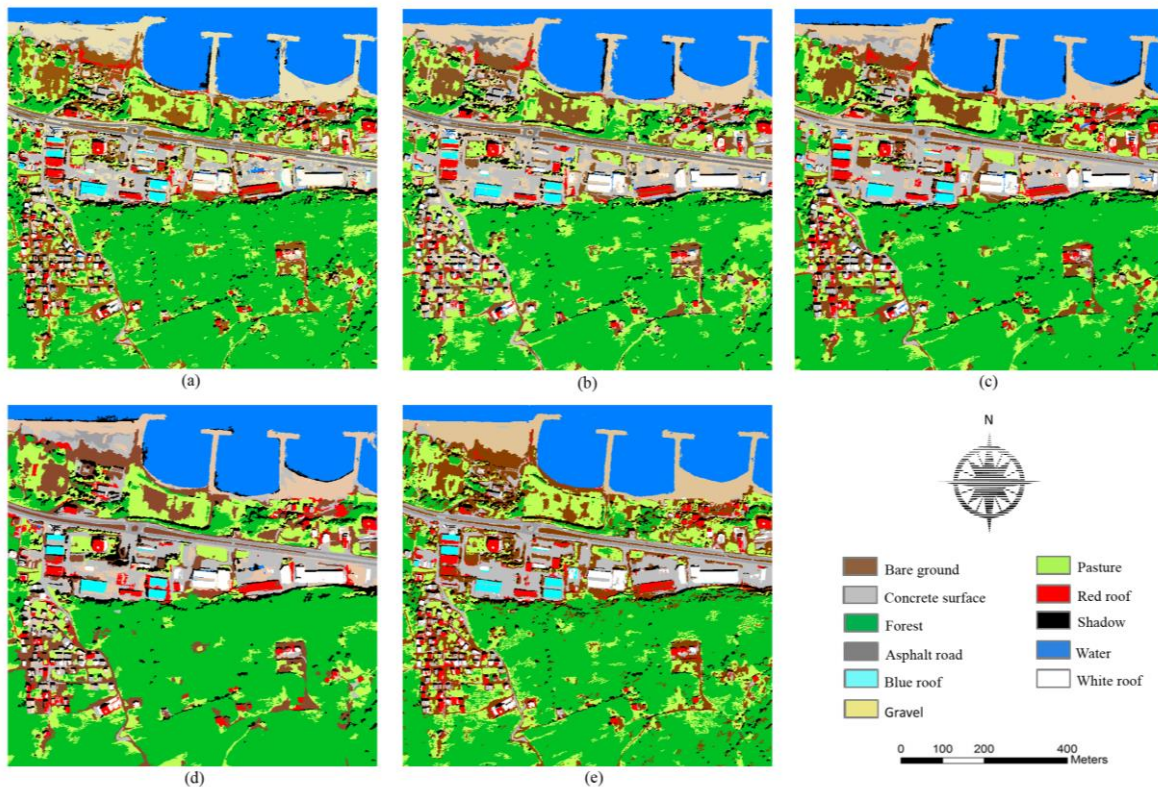 (a)
(b)
(c)
(d)
(e)
N
Bare ground
Concrete surface
Forest
Asphalt road
Blue roof
Gravel
Pasture
Red roof
Shadow
Water
White roof
0 100 200 400
Meters